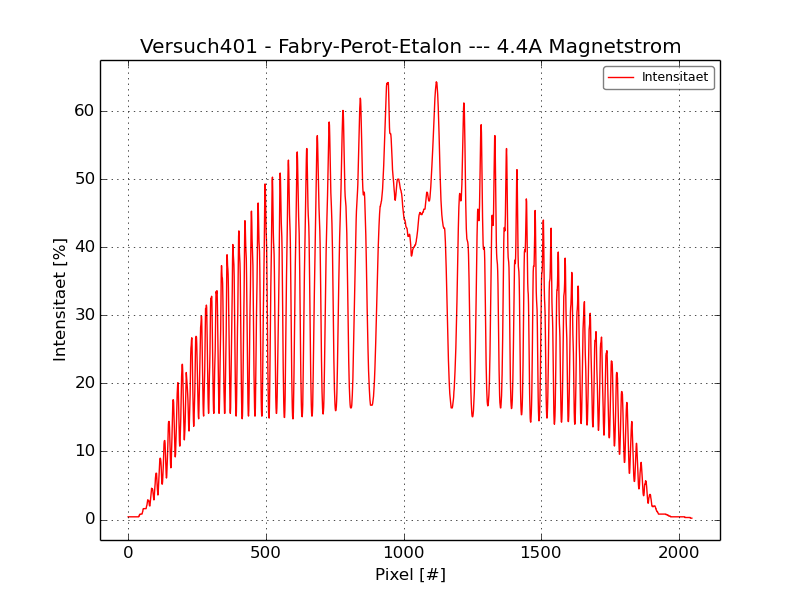 Versuch401 - Fabry-Perot-Etalon --- 4.4A Magnetstrom
Intensitaet
Intensitaet [%]
60
50
40
30
20
10
0
0 500 1000 1500 2000
Pixel [#]